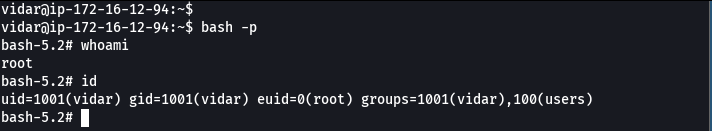 vidar@ip-172-16-12-94:~$
vidar@ip-172-16-12-94:~$ bash -p
bash-5.2# whoami
root
bash-5.2# id
uid=1001(vidar) gid=1001(vidar) euid=0(root) groups=1001(vidar),100(users)
bash-5.2#